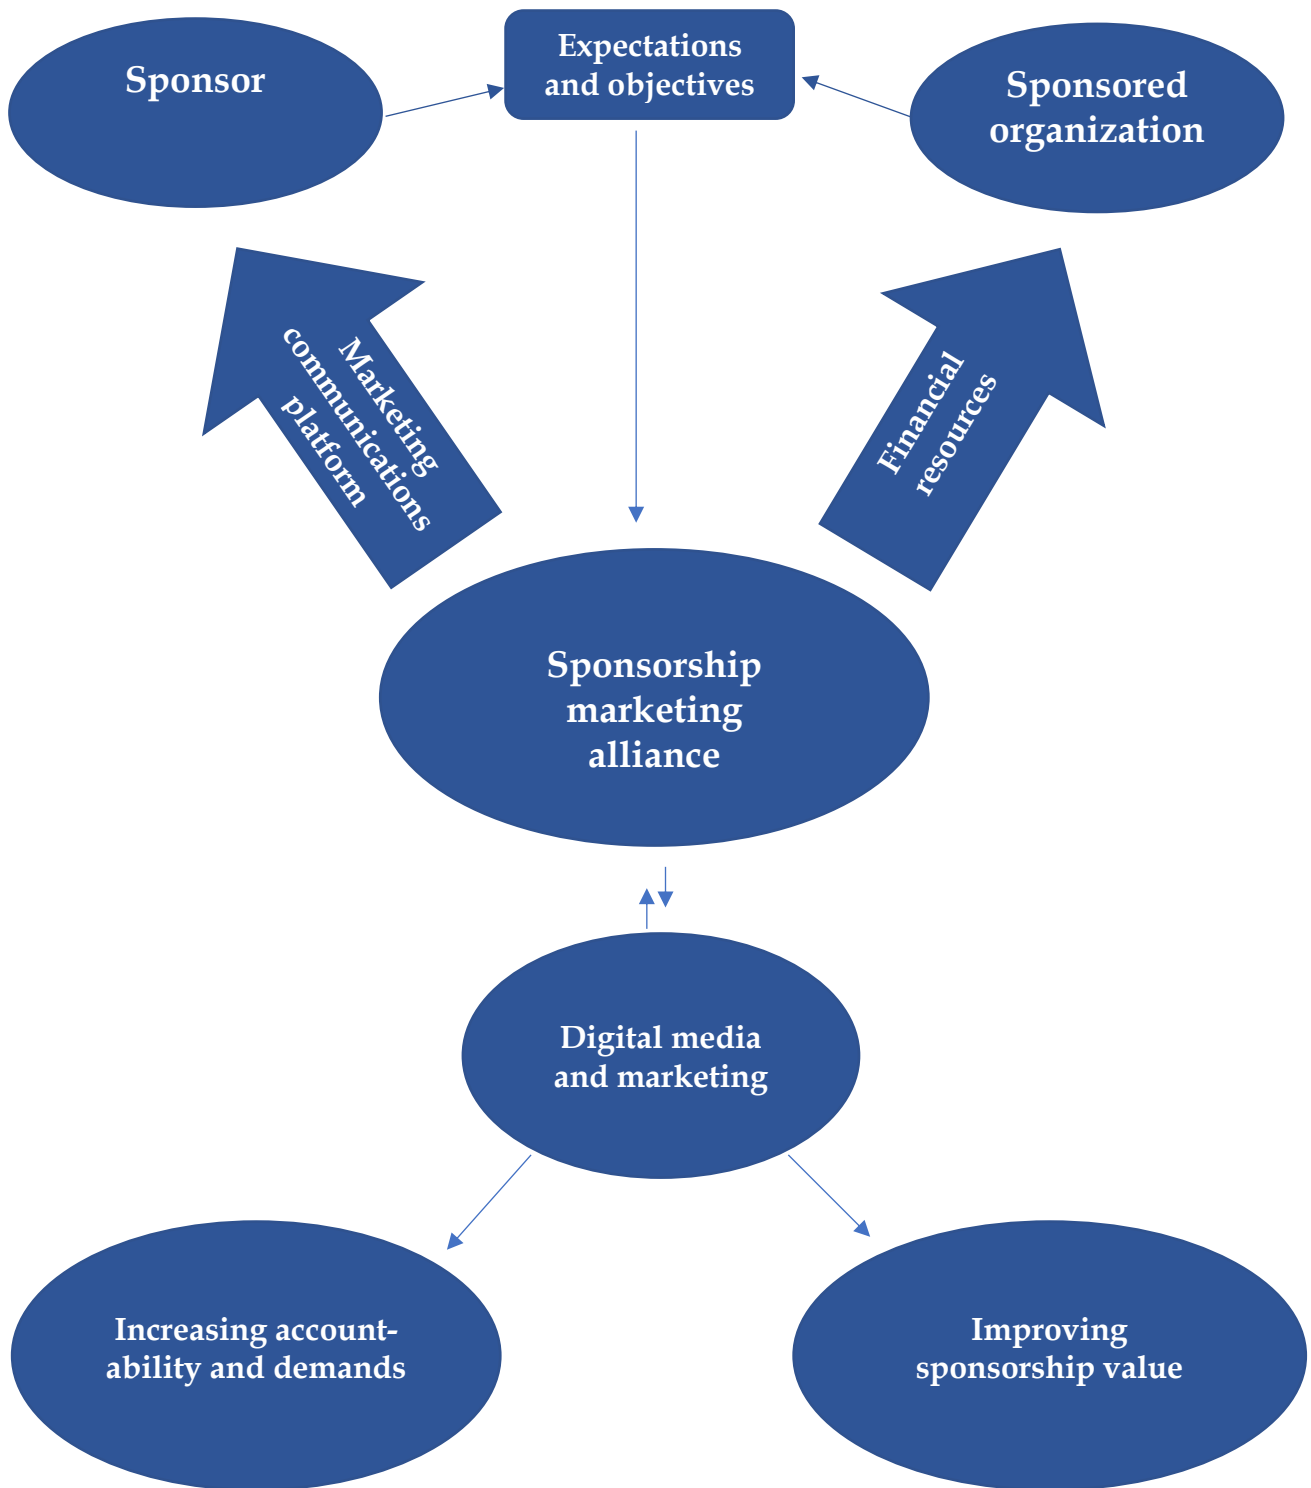 Sponsor
Expectations
and objectives
Sponsored
organization
Marketing
communications
platform
Financial
resources
Sponsorship
marketing
alliance
Digital media
and marketing
Increasing account-
ability and demands
Improving
sponsorship value